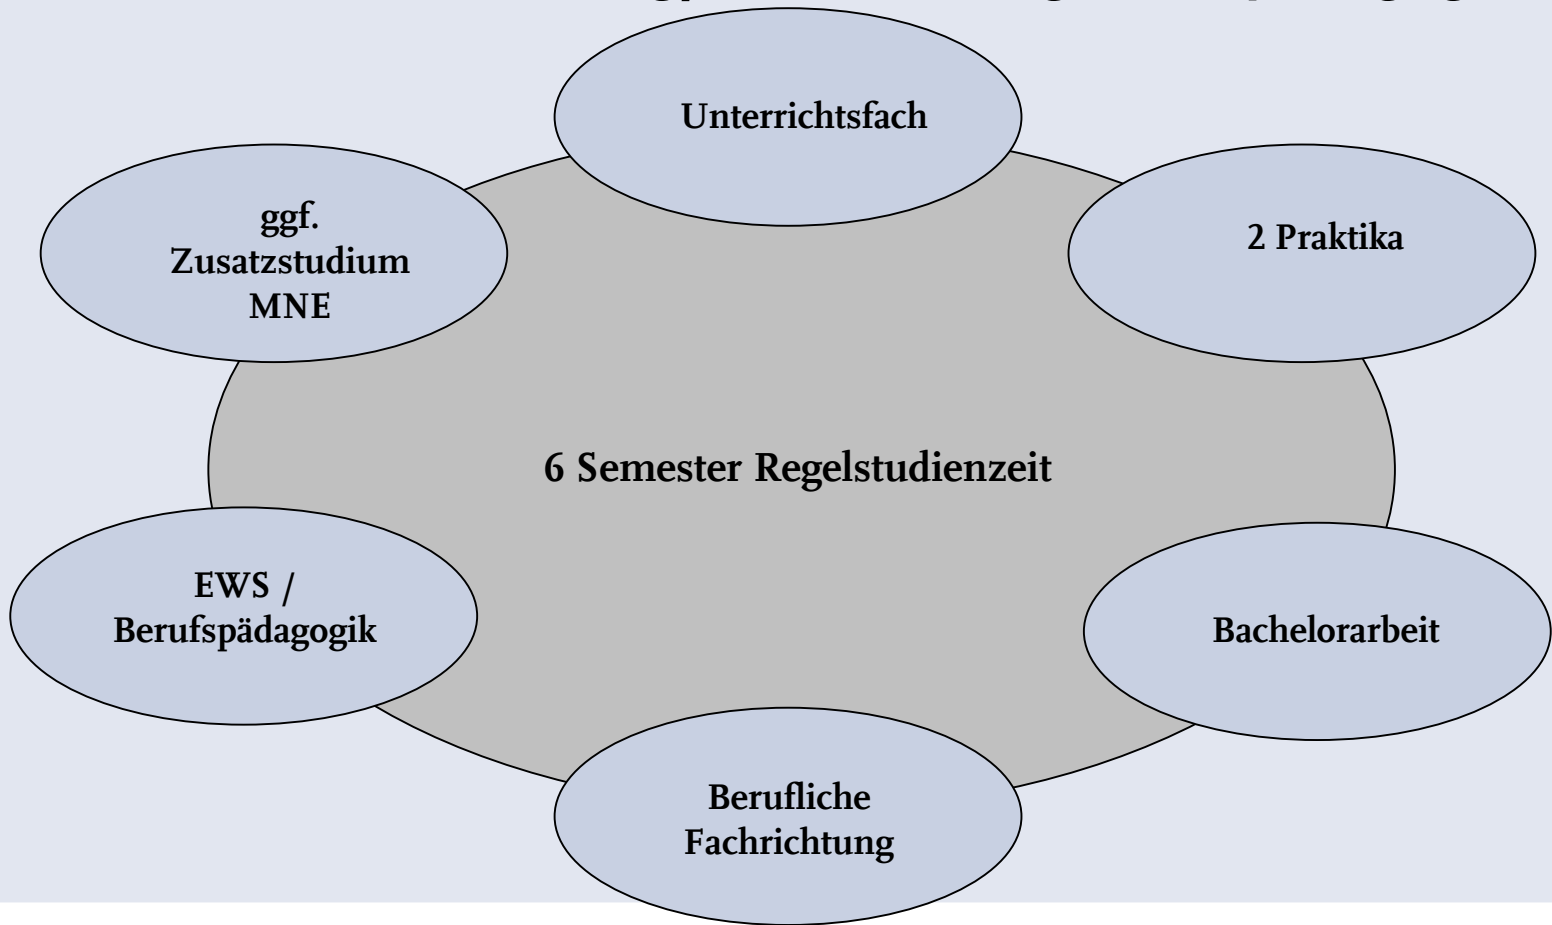 Unterrichtsfach
ggf.
Zusatzstudium
MNE
2 Praktika
6 Semester Regelstudienzeit
EWS /
Berufspädagogik
Bachelorarbeit
Berufliche
Fachrichtung